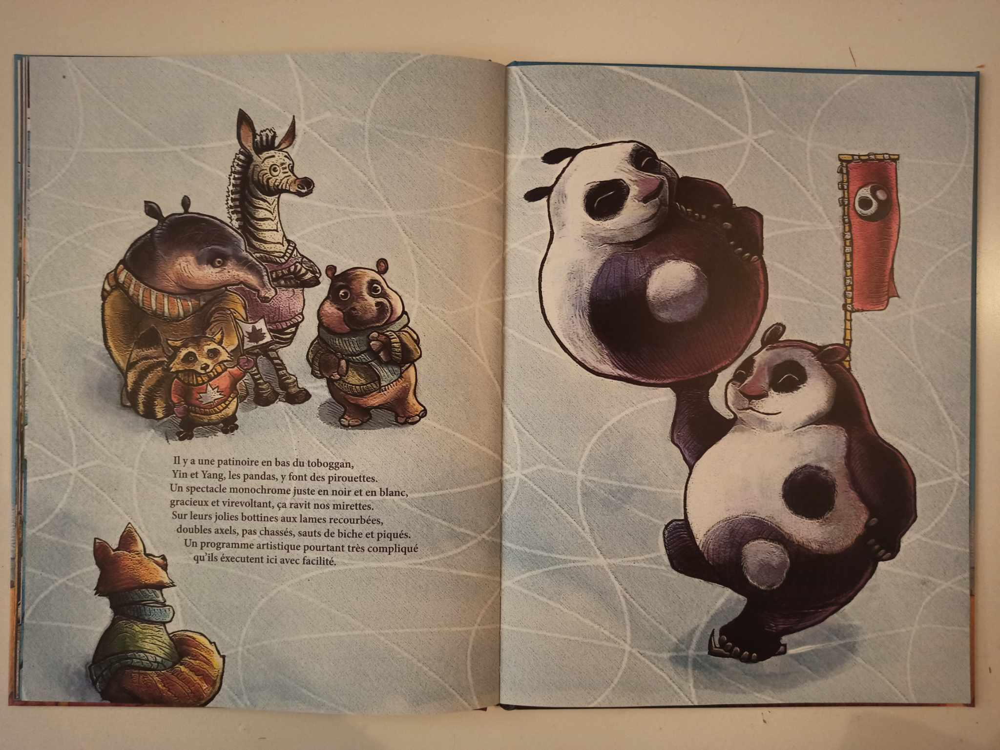 Il y a une patinoire en bas du toboggan,
Yin et Yang, les pandas, y font des pirouettes.
Un spectacle monochrome juste en noir et en blanc,
gracieux et virevoltant, ça ravit nos mirettes.
Sur leurs jolies bottines aux lames recourbées,
doubles axels, pas chassés, sauts de biche et piqués.
Un programme artistique pourtant très compliqué
qu'ils éxecutent ici avec facilité.